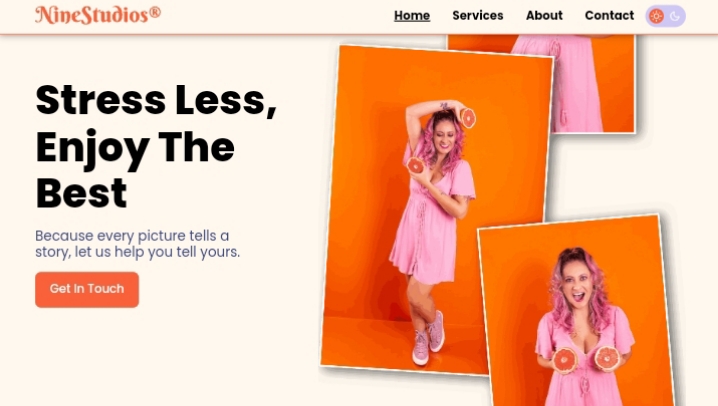 NineStudios®
Home Services About Contact
Stress Less,
Enjoy The
Best
Because every picture tells a
story, let us help you tell yours.
Get In Touch